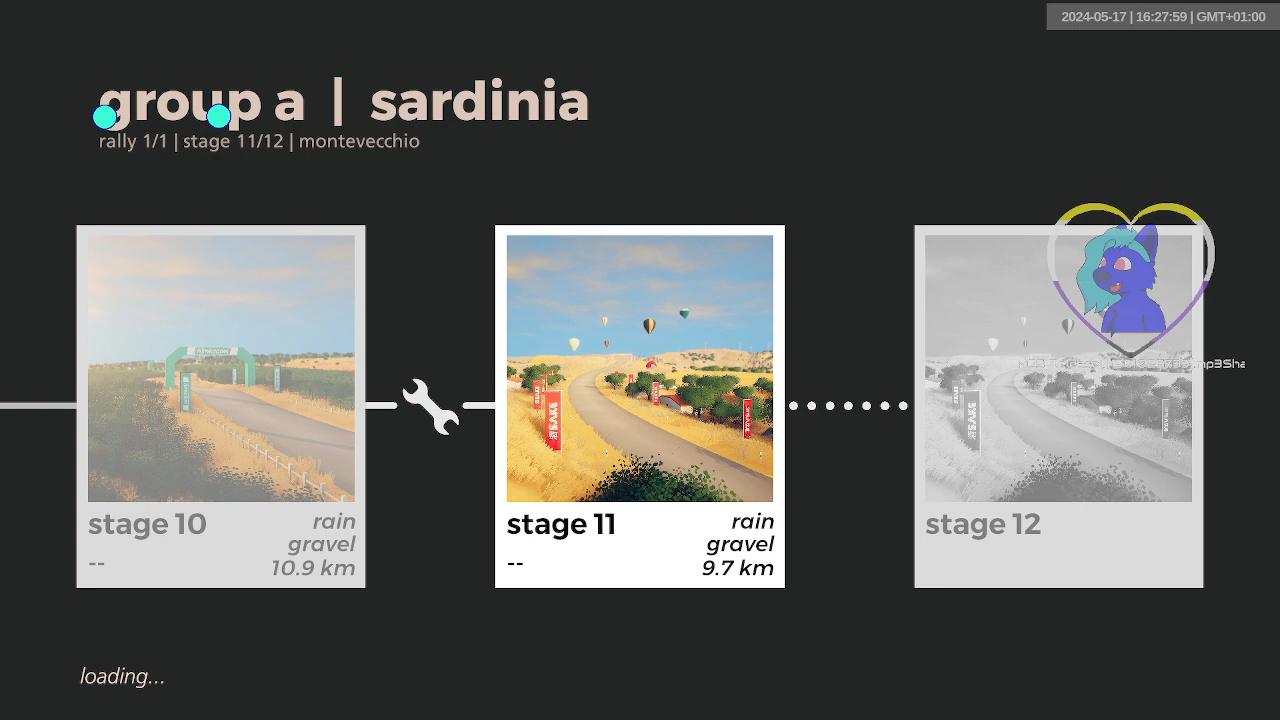 2024-05-17 | 16:27:59 | GMT+01:00
group a | sardinia
rally 1/1 | stage 11/12 | montevecchio
stage 10
rain
gravel
--
10.9 km
stage 11
rain
gravel
--
9.7 km
stage 12
loading...